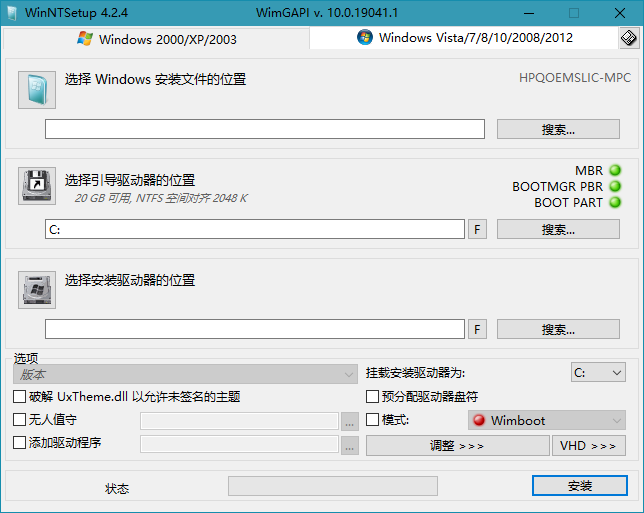 WinNTSetup 4.2.4 WimGAPI v. 10.0.19041.1
Windows 2000/XP/2003 Windows Vista/7/8/10/2008/2012
选择 Windows 安装文件的位置 HPQOEMSLIC-MPC
搜索...
选择引导驱动器的位置 MBR
20 GB 可用, NTFS 空间对齐 2048 K BOOTMGR PBR
BOOT PART
C: F 搜索...
选择安装驱动器的位置
F 搜索...
选项
版本 挂载安装驱动器为: C:
破解 UxTheme.dll 以允许未签名的主题 预分配驱动器盘符
无人值守 ... 模式: Wimboot
添加驱动程序 ... 调整 >>> VHD >>>
状态 安装